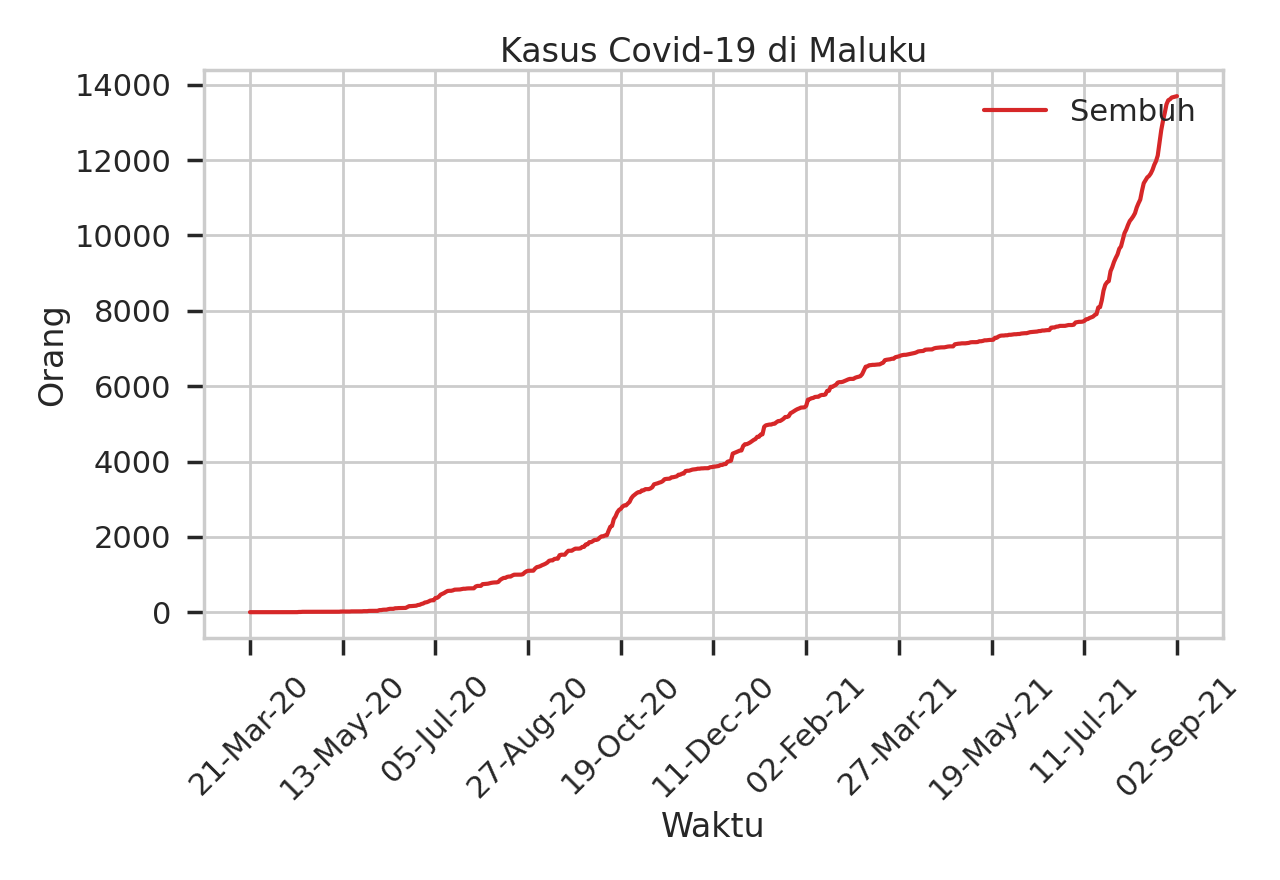 Kasus Covid-19 di Maluku
Sembuh
Orang
14000
12000
10000
8000
6000
4000
2000
0
21-Mar-20
13-May-20
05-Jul-20
27-Aug-20
19-Oct-20
11-Dec-20
02-Feb-21
27-Mar-21
19-May-21
11-Jul-21
02-Sep-21
Waktu